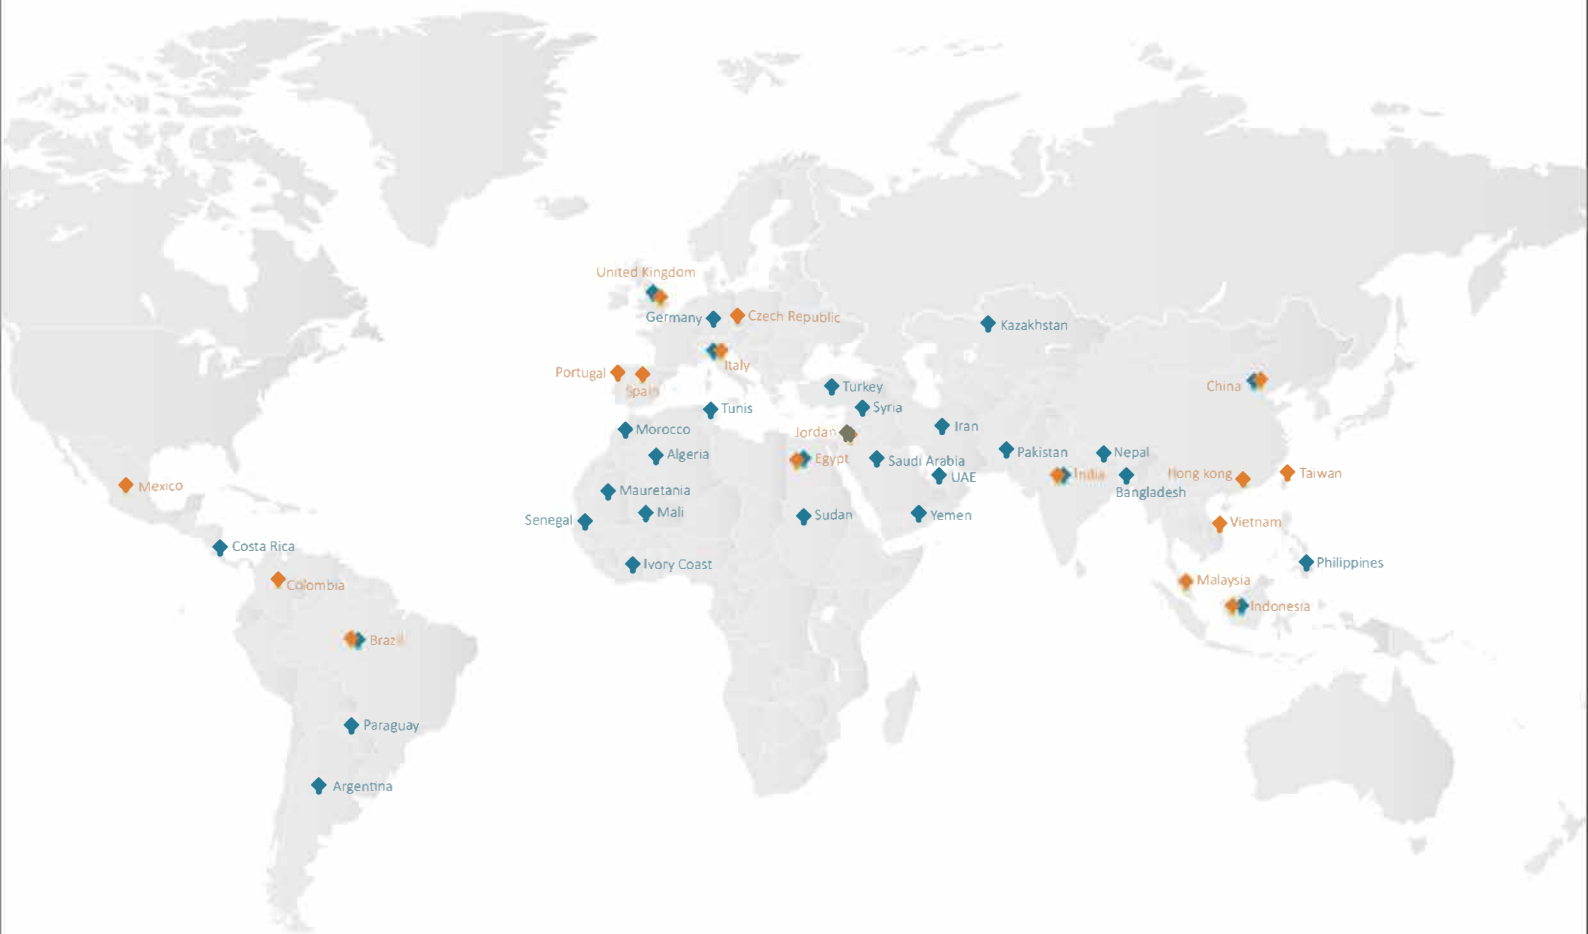 United Kingdom
Germany
Czech Republic
Kazakhstan
Italy
Portugal
Spain
Turkey
China
Tunis
Syria
Morocco
Jordan
Iran
Algeria
Egypt
Saudi Arabia
Pakistan
Nepal
UAE
India
Hong kong
Taiwan
Mexico
Mauretania
Bangladesh
Senegal
Mali
Sudan
Yemen
Vietnam
Costa Rica
Ivory Coast
Philippines
Colombia
Malaysia
Indonesia
Brazil
Paraguay
Argentina